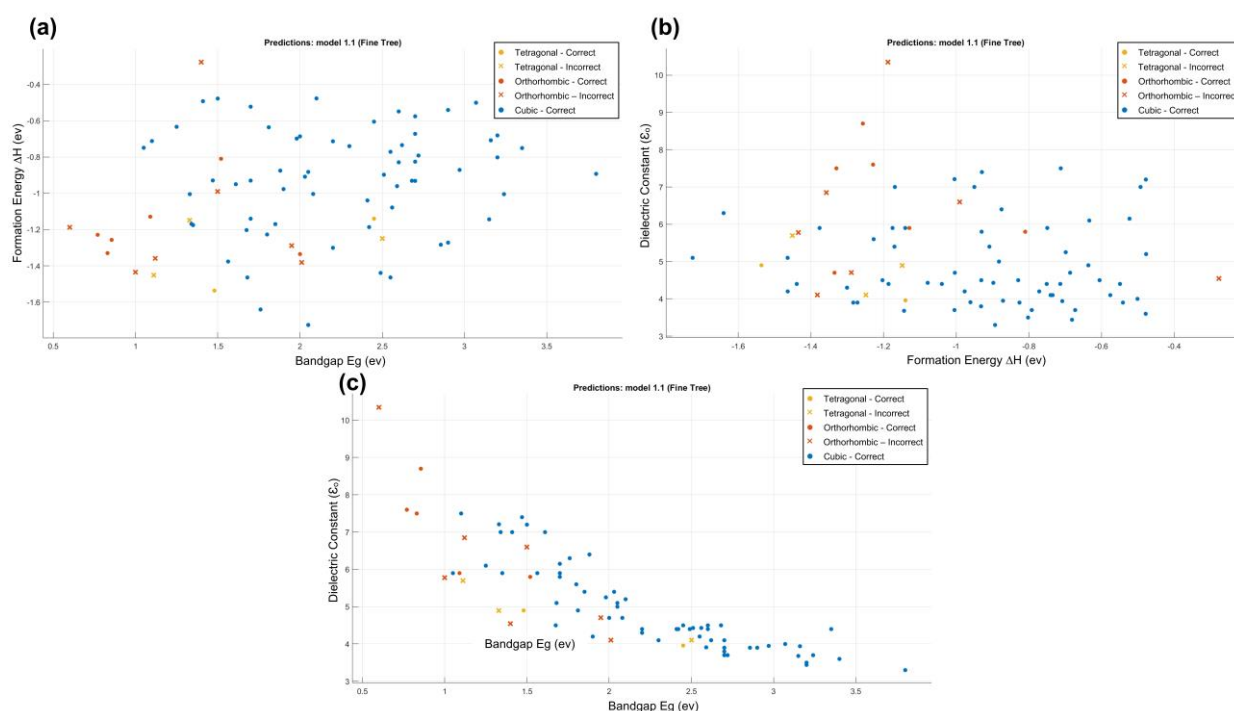 (a)
Predictions: model 1.1 (Fine Tree)
Tetragonal - Correct
Tetragonal - Incorrect
Orthorhombic - Correct
Orthorhombic – Incorrect
Cubic - Correct
Formation Energy ΔH (ev)
-0.4
-0.6
-0.8
-1
-1.2
-1.4
-1.6
0.5 1 1.5 2 2.5 3 3.5
Bandgap Eg (ev)
(b)
Predictions: model 1.1 (Fine Tree)
Tetragonal - Correct
Tetragonal - Incorrect
Orthorhombic - Correct
Orthorhombic – Incorrect
Cubic - Correct
Dielectric Constant (Ɛₒ)
10
9
8
7
6
5
4
3
-1.6 -1.4 -1.2 -1 -0.8 -0.6 -0.4
Formation Energy ΔH (ev)
(c)
Predictions: model 1.1 (Fine Tree)
Tetragonal - Correct
Tetragonal - Incorrect
Orthorhombic - Correct
Orthorhombic – Incorrect
Cubic - Correct
Dielectric Constant (Ɛₒ)
10
9
8
7
6
5
4
3
Bandgap Eg (ev)
0.5 1 1.5 2 2.5 3 3.5
Bandgap Eg (ev)